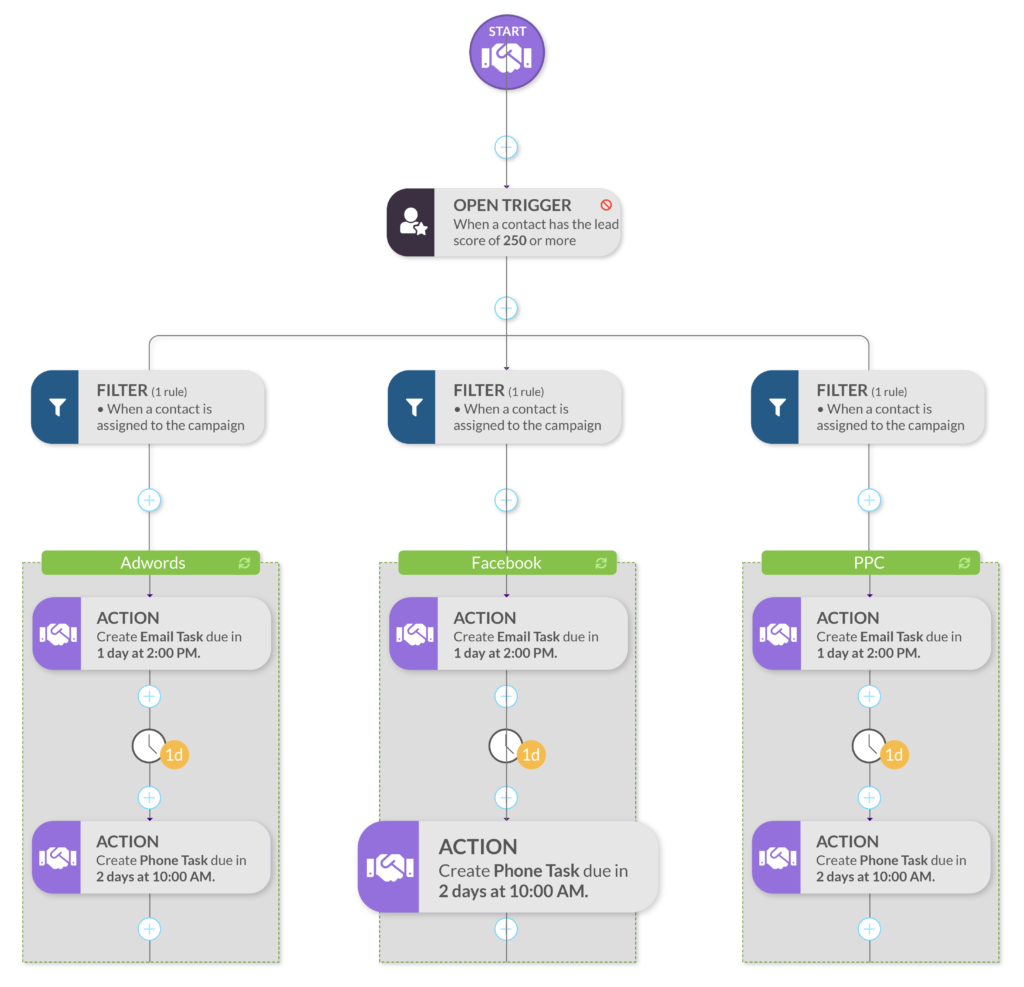 START
OPEN TRIGGER
When a contact has the lead
score of 250 or more
FILTER (1 rule)
• When a contact is
assigned to the campaign
FILTER (1 rule)
• When a contact is
assigned to the campaign
FILTER (1 rule)
• When a contact is
assigned to the campaign
Adwords
ACTION
Create Email Task due in
1 day at 2:00 PM.
1d
ACTION
Create Phone Task due in
2 days at 10:00 AM.
Facebook
ACTION
Create Email Task due in
1 day at 2:00 PM.
1d
ACTION
Create Phone Task due in
2 days at 10:00 AM.
PPC
ACTION
Create Email Task due in
1 day at 2:00 PM.
1d
ACTION
Create Phone Task due in
2 days at 10:00 AM.